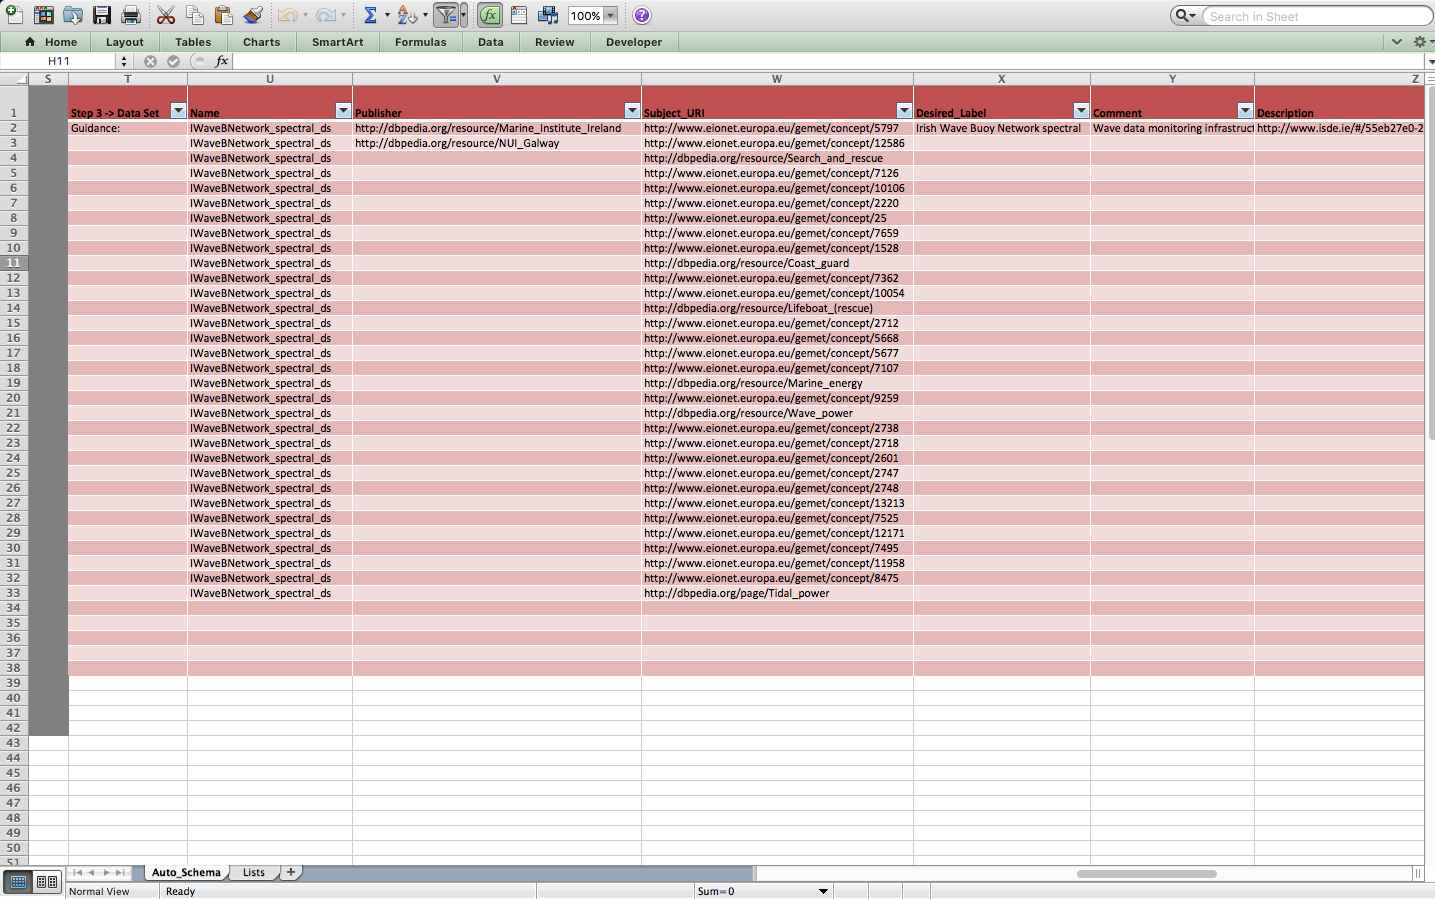 100%
Search in Sheet
Home Layout Tables Charts SmartArt Formulas Data Review Developer
H11 fx
S T U V W X Y Z
1 Step 3 -> Data Set Name Publisher Subject_URI Desired_Label Comment Description
2 Guidance: IWaveBNetwork_spectral_ds http://dbpedia.org/resource/Marine_Institute_Ireland http://www.eionet.europa.eu/gemet/concept/5797 Irish Wave Buoy Network spectral Wave data monitoring infrastruct http://www.isde.ie/#/55eb27e0-2
3 IWaveBNetwork_spectral_ds http://dbpedia.org/resource/NUI_Galway http://www.eionet.europa.eu/gemet/concept/12586
4 IWaveBNetwork_spectral_ds http://dbpedia.org/resource/Search_and_rescue
5 IWaveBNetwork_spectral_ds http://www.eionet.europa.eu/gemet/concept/7126
6 IWaveBNetwork_spectral_ds http://www.eionet.europa.eu/gemet/concept/10106
7 IWaveBNetwork_spectral_ds http://www.eionet.europa.eu/gemet/concept/2220
8 IWaveBNetwork_spectral_ds http://www.eionet.europa.eu/gemet/concept/25
9 IWaveBNetwork_spectral_ds http://www.eionet.europa.eu/gemet/concept/7659
10 IWaveBNetwork_spectral_ds http://www.eionet.europa.eu/gemet/concept/1528
11 IWaveBNetwork_spectral_ds http://dbpedia.org/resource/Coast_guard
12 IWaveBNetwork_spectral_ds http://www.eionet.europa.eu/gemet/concept/7362
13 IWaveBNetwork_spectral_ds http://www.eionet.europa.eu/gemet/concept/10054
14 IWaveBNetwork_spectral_ds http://dbpedia.org/resource/Lifeboat_(rescue)
15 IWaveBNetwork_spectral_ds http://www.eionet.europa.eu/gemet/concept/2712
16 IWaveBNetwork_spectral_ds http://www.eionet.europa.eu/gemet/concept/5668
17 IWaveBNetwork_spectral_ds http://www.eionet.europa.eu/gemet/concept/5677
18 IWaveBNetwork_spectral_ds http://www.eionet.europa.eu/gemet/concept/7107
19 IWaveBNetwork_spectral_ds http://dbpedia.org/resource/Marine_energy
20 IWaveBNetwork_spectral_ds http://www.eionet.europa.eu/gemet/concept/9259
21 IWaveBNetwork_spectral_ds http://dbpedia.org/resource/Wave_power
22 IWaveBNetwork_spectral_ds http://www.eionet.europa.eu/gemet/concept/2738
23 IWaveBNetwork_spectral_ds http://www.eionet.europa.eu/gemet/concept/2718
24 IWaveBNetwork_spectral_ds http://www.eionet.europa.eu/gemet/concept/2601
25 IWaveBNetwork_spectral_ds http://www.eionet.europa.eu/gemet/concept/2747
26 IWaveBNetwork_spectral_ds http://www.eionet.europa.eu/gemet/concept/2748
27 IWaveBNetwork_spectral_ds http://www.eionet.europa.eu/gemet/concept/13213
28 IWaveBNetwork_spectral_ds http://www.eionet.europa.eu/gemet/concept/7525
29 IWaveBNetwork_spectral_ds http://www.eionet.europa.eu/gemet/concept/12171
30 IWaveBNetwork_spectral_ds http://www.eionet.europa.eu/gemet/concept/7495
31 IWaveBNetwork_spectral_ds http://www.eionet.europa.eu/gemet/concept/11958
32 IWaveBNetwork_spectral_ds http://www.eionet.europa.eu/gemet/concept/8475
33 IWaveBNetwork_spectral_ds http://dbpedia.org/page/Tidal_power
34
35
36
37
38
39
40
41
42
43
44
45
46
47
48
49
50
51
Auto_Schema Lists
Normal View Ready Sum=0